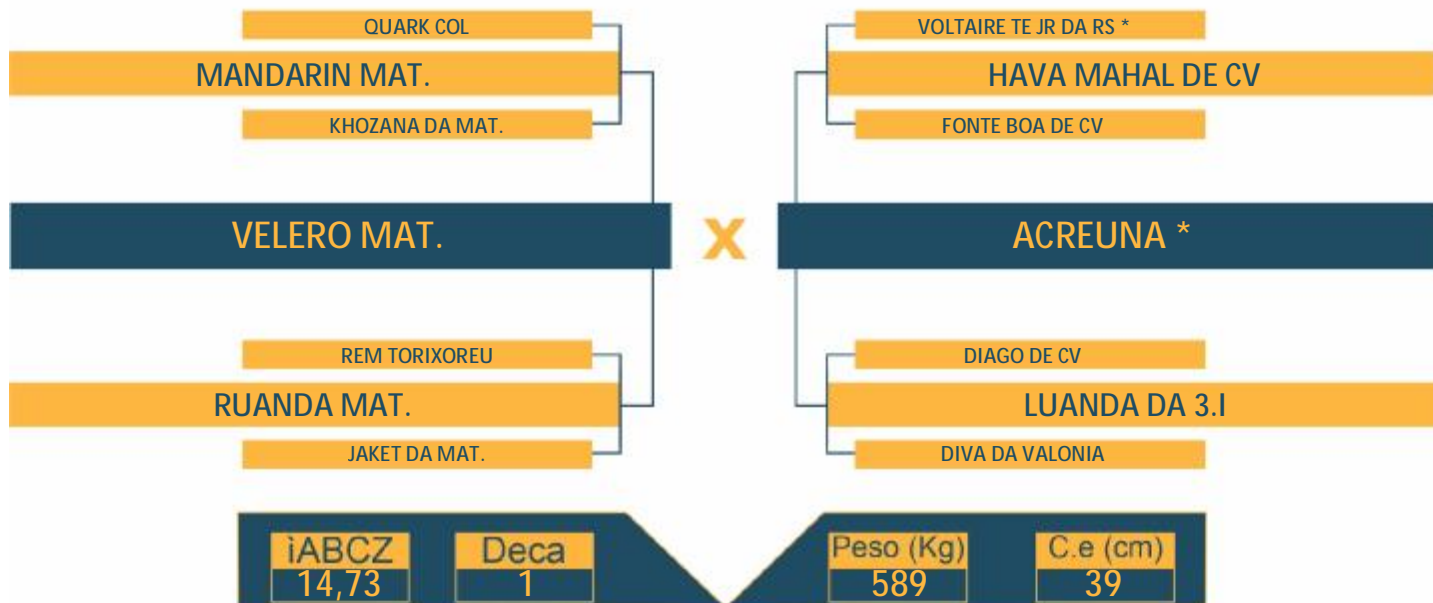 QUARK COL
VOLTAIRE TE JR DA RS *
MANDARIN MAT.
HAVA MAHAL DE CV
KHOZANA DA MAT.
FONTE BOA DE CV
VELERO MAT.
X
ACREUNA *
REM TORIXOREU
DIAGO DE CV
RUANDA MAT.
LUANDA DA 3.I
JAKET DA MAT.
DIVA DA VALONIA
iABCZ
Deca
Peso (Kg)
C.e (cm)
14,73
1
589
39